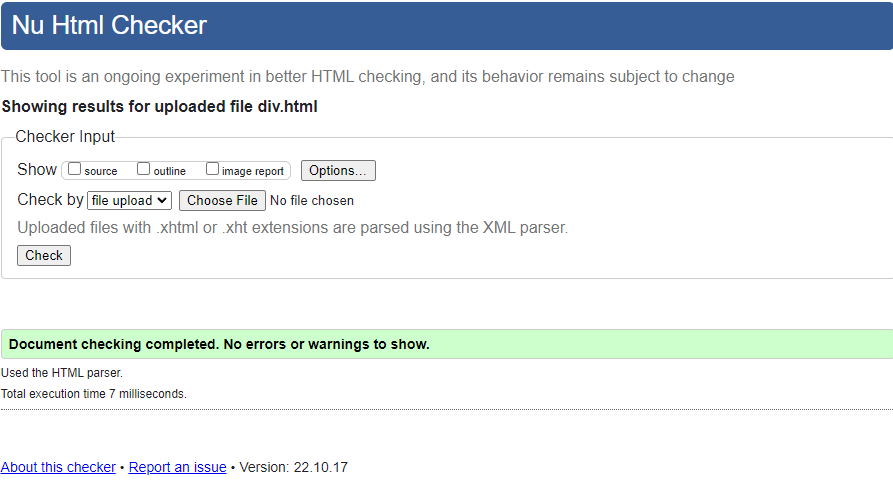 Nu Html Checker
This tool is an ongoing experiment in better HTML checking, and its behavior remains subject to change
Showing results for uploaded file div.html
Checker Input
Show source outline image report Options...
Check by file upload Choose File No file chosen
Uploaded files with .xhtml or .xht extensions are parsed using the XML parser.
Check
Document checking completed. No errors or warnings to show.
Used the HTML parser.
Total execution time 7 milliseconds.
About this checker • Report an issue • Version: 22.10.17